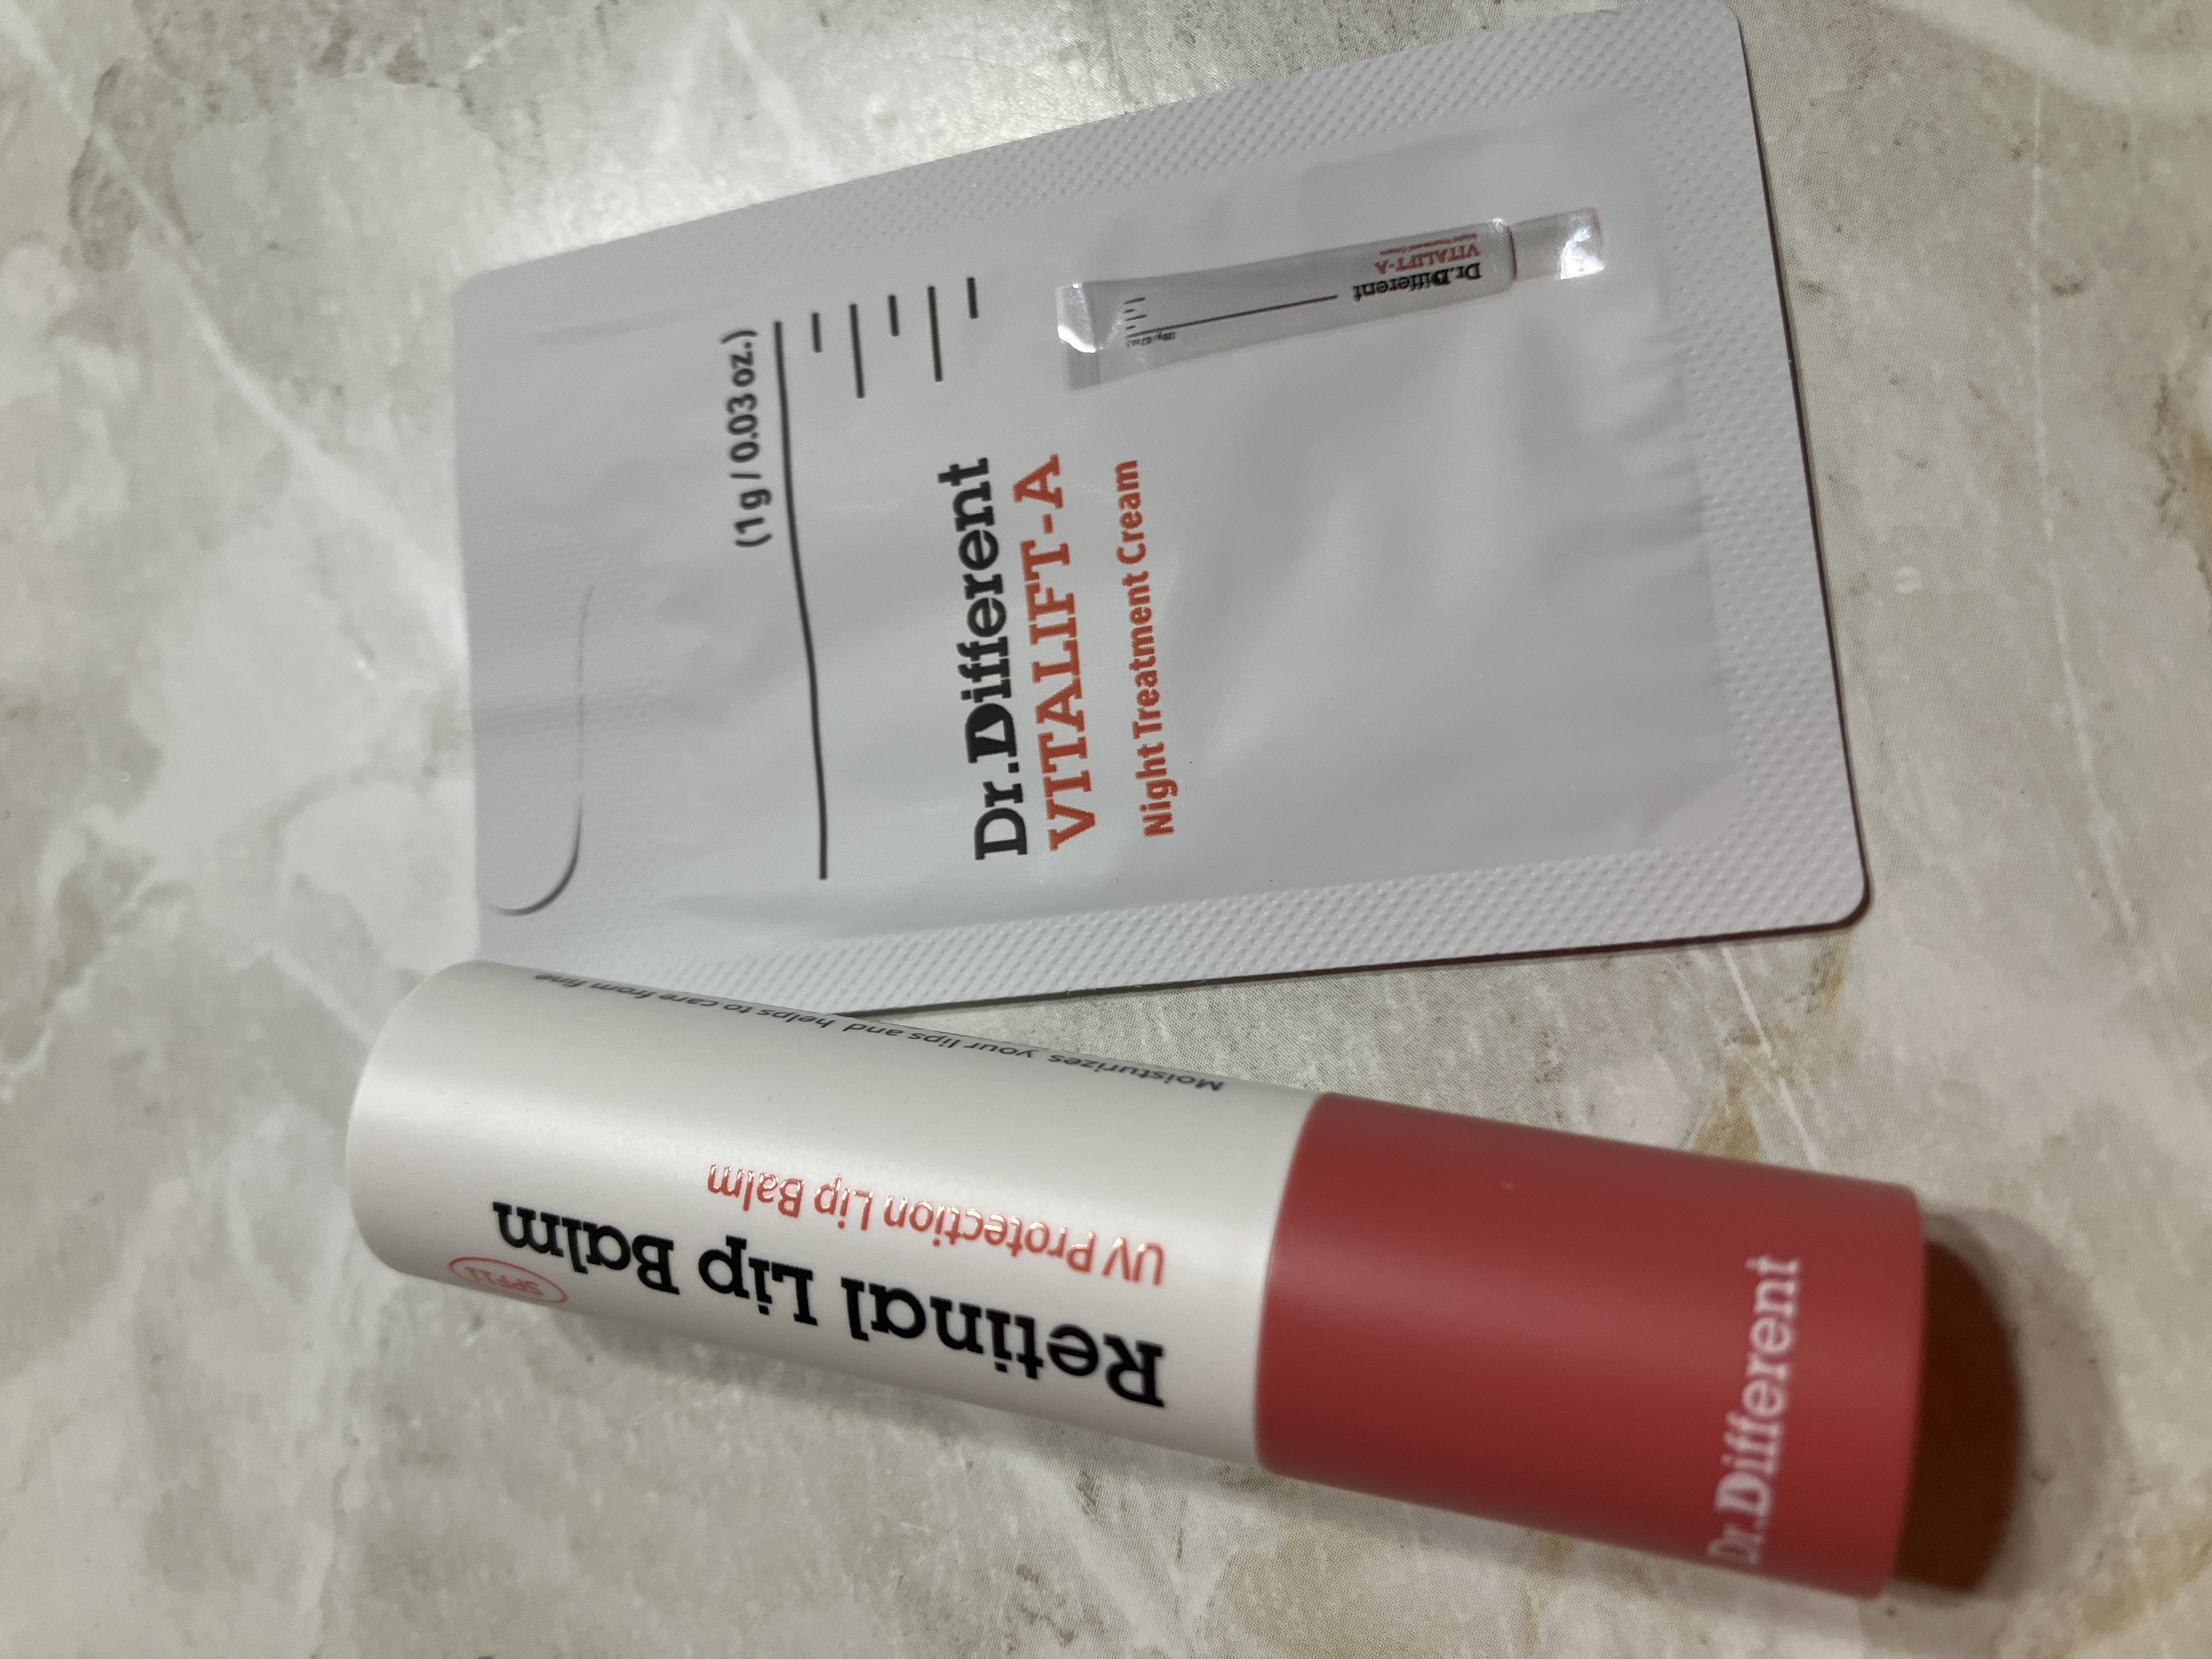 (1 g / 0.03 oz.)
Dr.Different
VITALIFT-A
Night Treatment Cream
Dr.Different
VITALIFT-A
Retinal Lip Balm
SPF11
UV Protection Lip Balm
Moisturizes your lips and helps to care from fine
Dr.Different